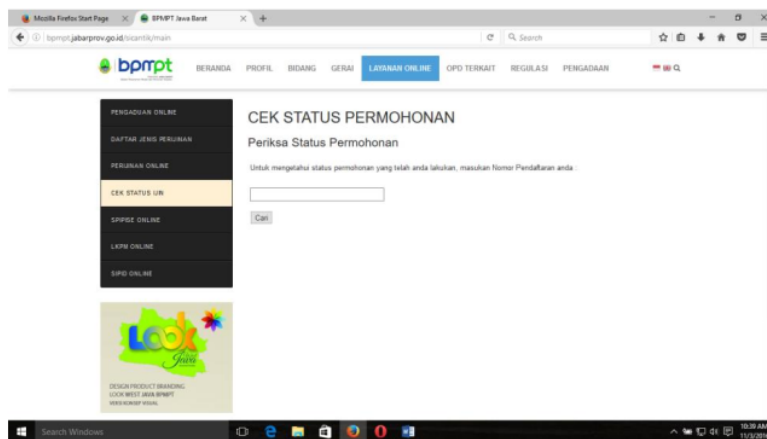 Mozilla Firefox Start Page
BPMPT Jawa Barat
bpmpt.jabarprov.go.id/sicantik/main
Search
bpmpt
BERANDA PROFIL BIDANG GERAI LAYANAN ONLINE OPD TERKAIT REGULASI PENGADAAN
PENGADUAN ONLINE
DAFTAR JENIS PERIJINAN
PERIJINAN ONLINE
CEK STATUS IJIN
SPIPISE ONLINE
LKPM ONLINE
SIPID ONLINE
CEK STATUS PERMOHONAN
Periksa Status Permohonan
Untuk mengetahui status permohonan yang telah anda lakukan, masukan Nomor Pendaftaran anda :
Cari
LOOK
Java
DESIGN PRODUCT BRANDING
LOOK WEST JAVA BPMPT
VIDEO KONSEP VISUAL
Search Windows
10:39 AM